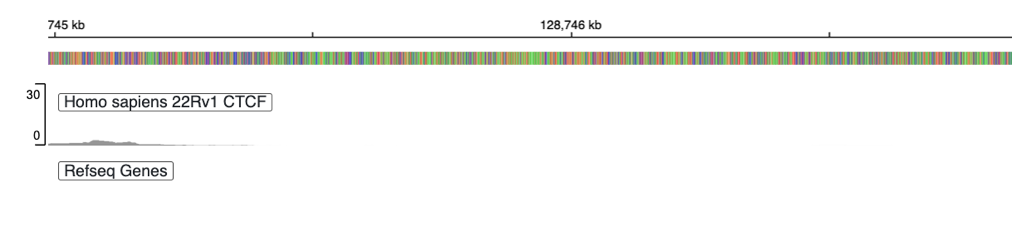 745 kb 128,746 kb
30
Homo sapiens 22Rv1 CTCF
0
Refseq Genes